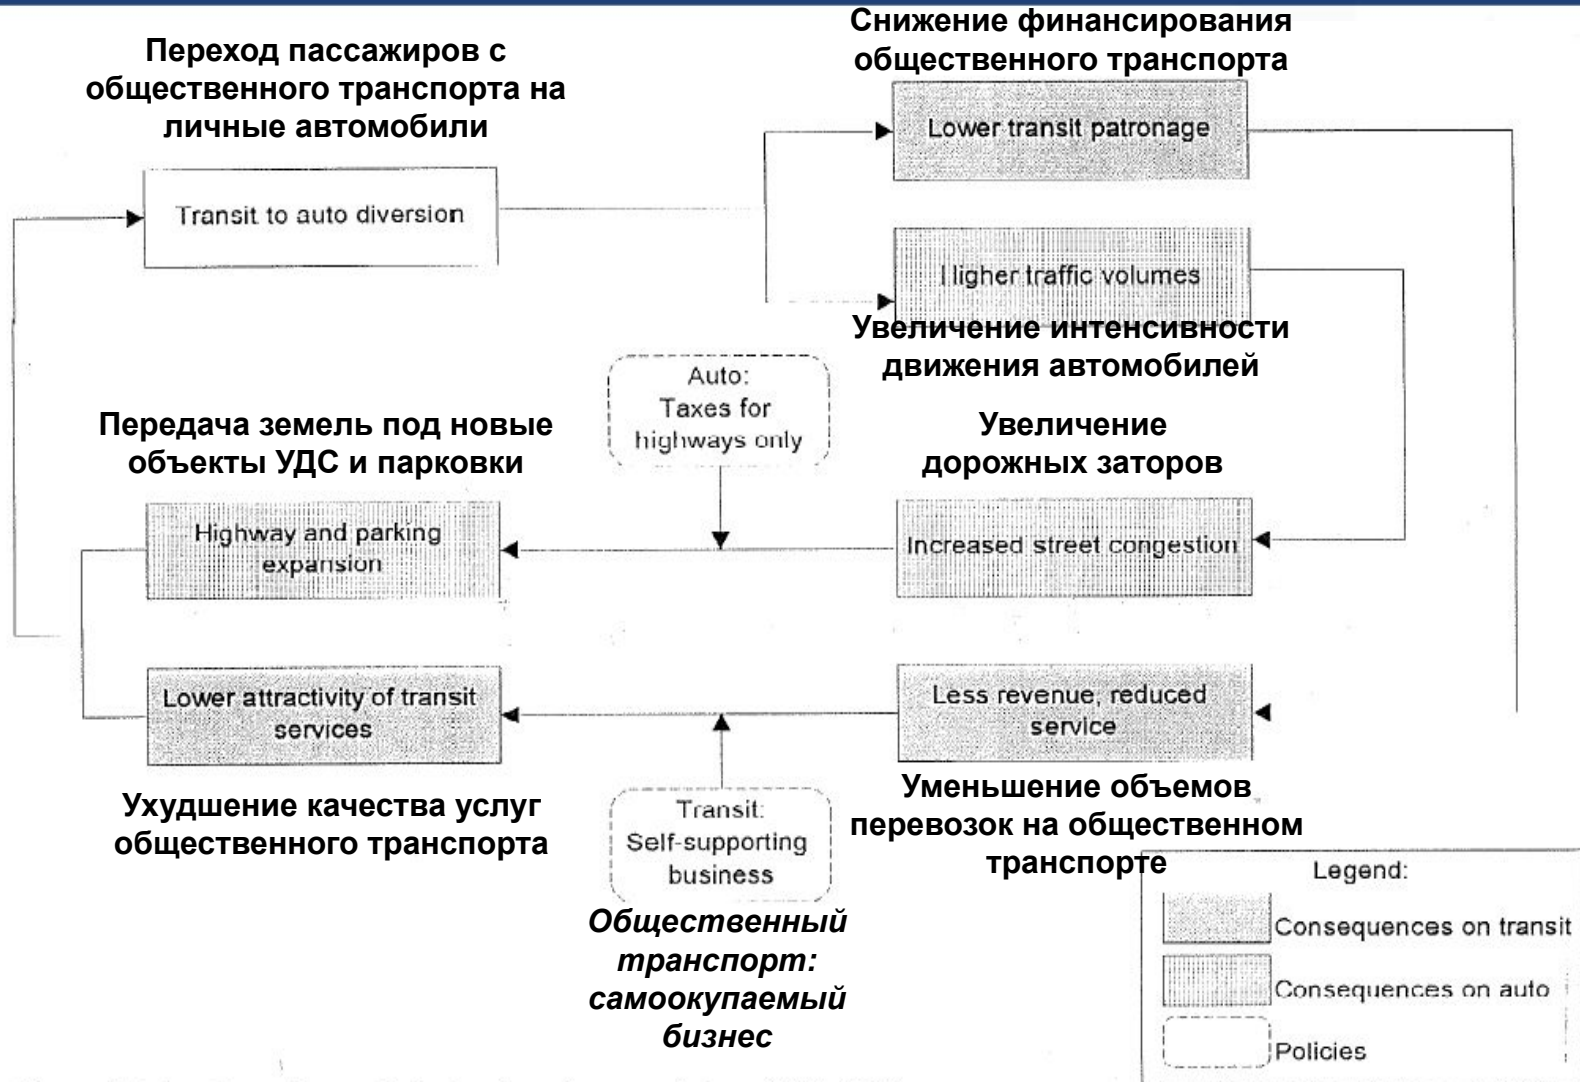 Переход пассажиров с
общественного транспорта на
личные автомобили
Transit to auto diversion
Снижение финансирования
общественного транспорта
Lower transit patronage
Higher traffic volumes
Увеличение интенсивности
движения автомобилей
Auto:
Taxes for
highways only
Передача земель под новые
объекты УДС и парковки
Highway and parking
expansion
Увеличение
дорожных заторов
Increased street congestion
Lower attractivity of transit
services
Ухудшение качества услуг
общественного транспорта
Less revenue, reduced
service
Уменьшение объемов
перевозок на общественном
транспорте
Transit:
Self-supporting
business
Общественный
транспорт:
самоокупаемый
бизнес
Legend:
Consequences on transit
Consequences on auto
Policies